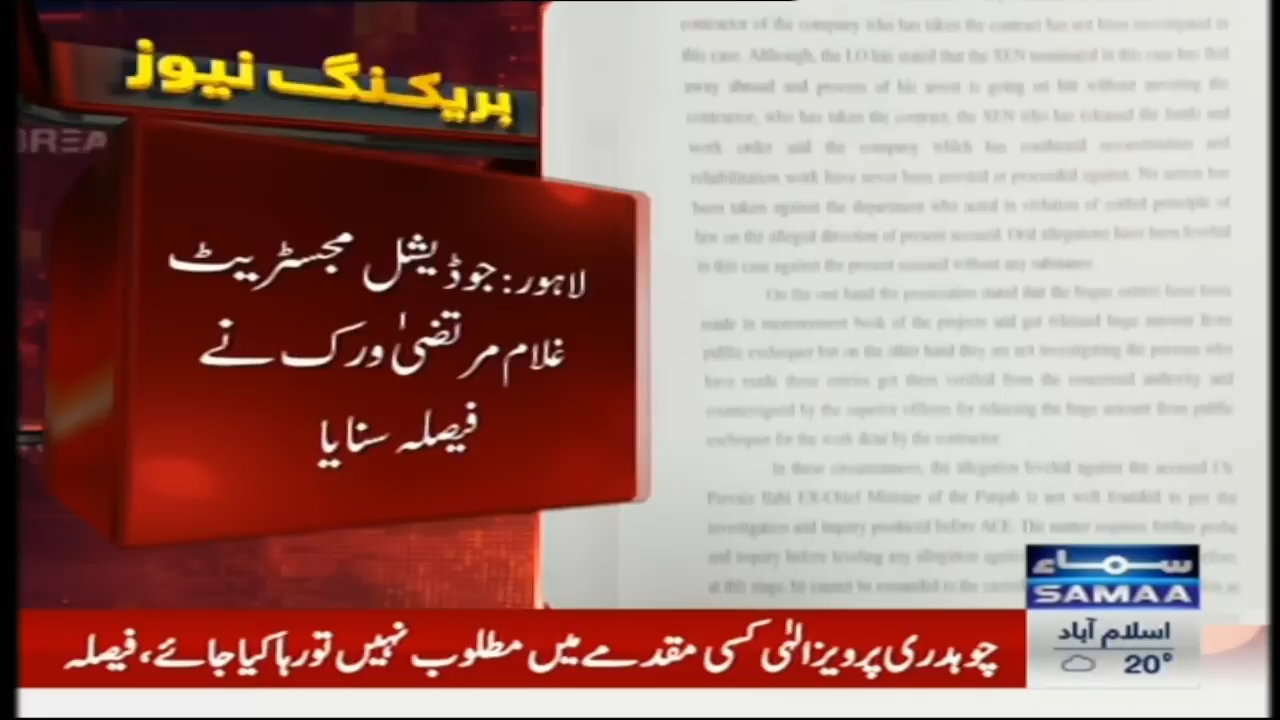 بریکنگ نیوز
لاہور: جوڈیشل مجسٹریٹ
غلام مرتضیٰ ورک نے
فیصلہ سنایا
contractor of the company who has taken the contract has not been investigated in
this case. Although, the I.O has stated that the XEN nominated in this case has fled
away abroad and process of his arrest is going on but without arresting the
contractor, who has taken the contract, the XEN who has released the funds and
work order and the company which has conducted reconstruction and
rehabilitation work have never been arrested or proceeded against. No action has
been taken against the department who acted in violation of settled principle of
law on the alleged direction of present accused. Oral allegations have been leveled
in this case against the present accused without any substance.
On the one hand the prosecution stated that the bogus entries have been
made in measurement book of the projects and got released huge amount from
public exchequer but on the other hand they are not investigating the persons who
have made those entries got them verified from the concerned authority and
countersigned by the superior officers for releasing the huge amount from public
exchequer for the work done by the contractor.
In these circumstances, the allegation leveled against the accused Ch.
Pervaiz Ilahi EX-Chief Minister of the Punjab is not well founded as per the
investigation and inquiry produced before ACE. The matter requires further probe
and inquiry before leveling any allegation
at this stage, he cannot be remanded to the
سماء
SAMAA
اسلام آباد
20°
چوہدری پرویز الٰہی کسی مقدمے میں مطلوب نہیں تو رہا کیا جائے، فیصلہ